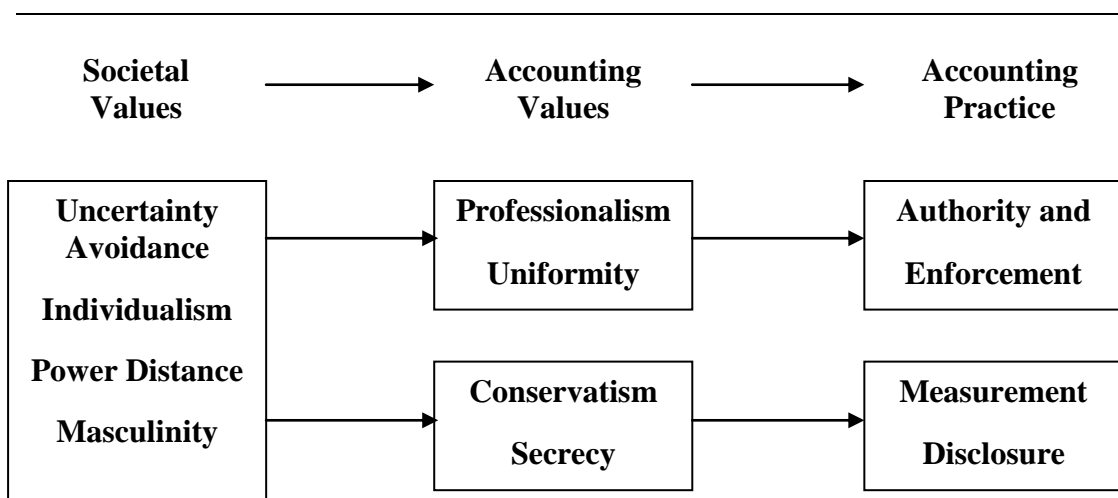 Societal
Values
Accounting
Values
Accounting
Practice
Uncertainty
Avoidance
Individualism
Power Distance
Masculinity
Professionalism
Uniformity
Authority and
Enforcement
Conservatism
Secrecy
Measurement
Disclosure